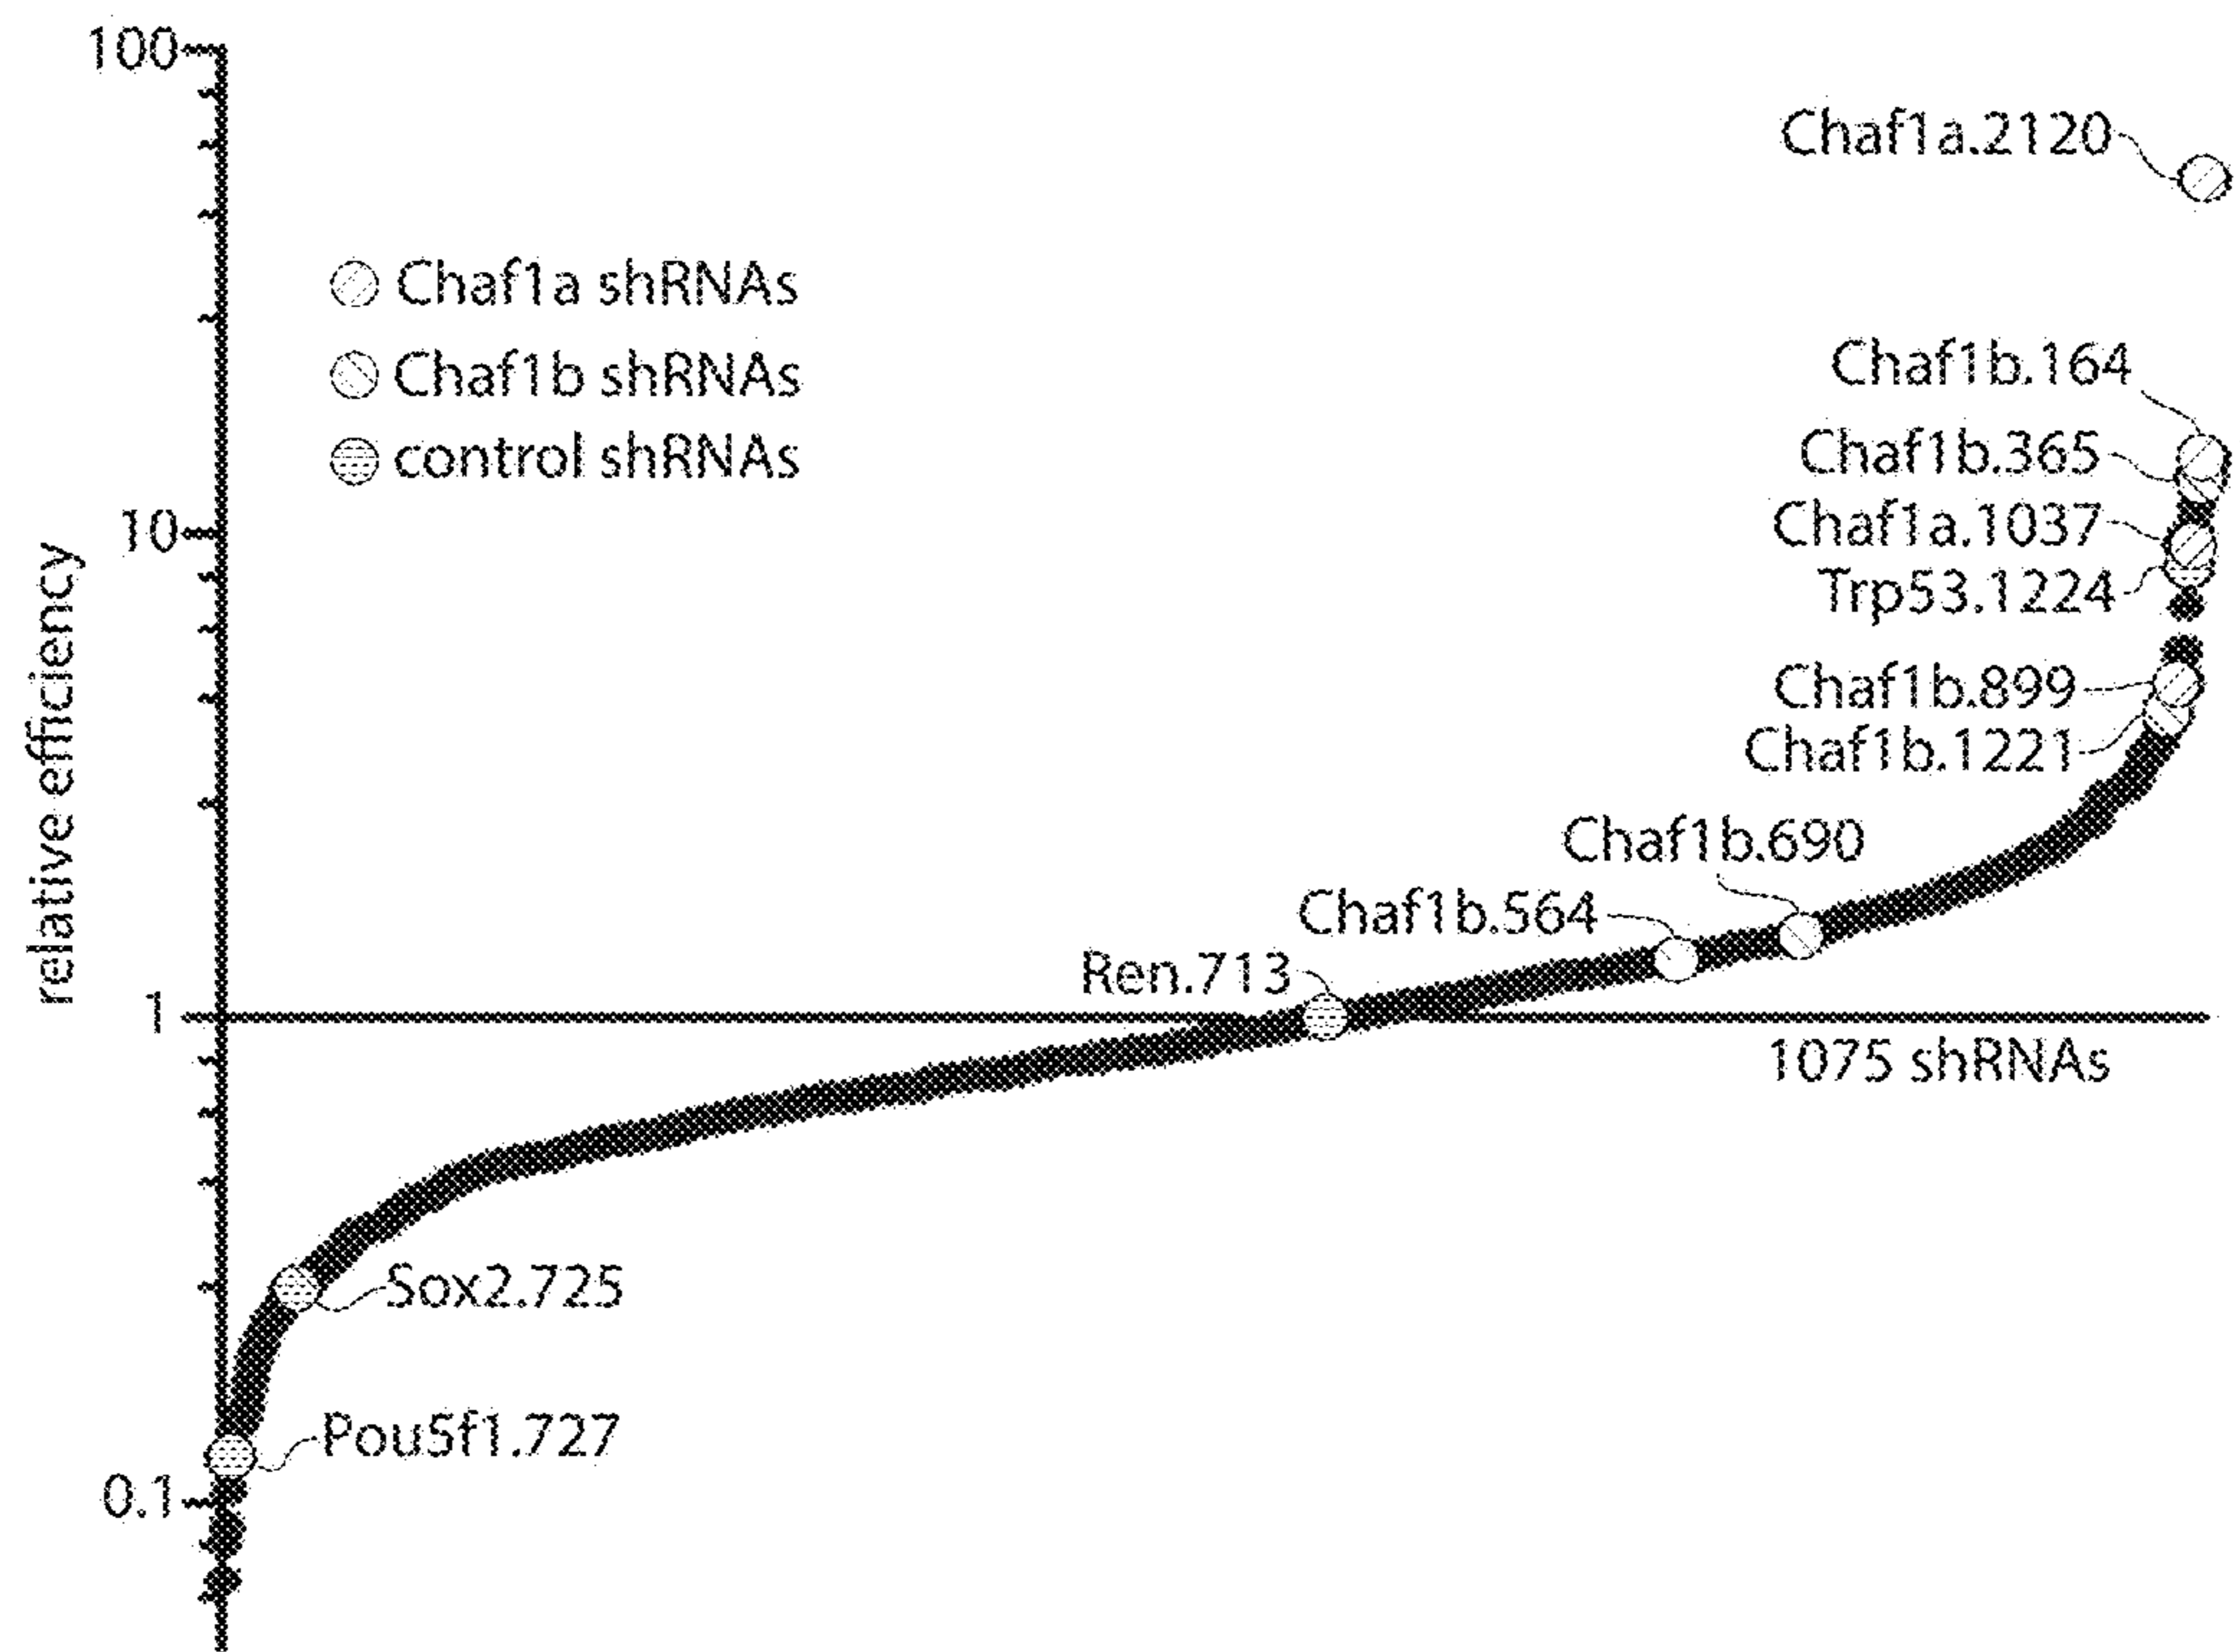 100
Chaf1a.2120
Chaf1a shRNAs
Chaf1b shRNAs
control shRNAs
Chaf1b.164
Chaf1b.365
10
Chaf1a.1037
Trp53.1224
relative efficiency
Chaf1b.899
Chaf1b.1221
Chaf1b.690
Chaf1b.564
Ren.713
1
1075 shRNAs
Sox2.725
Pou5f1.727
0.1